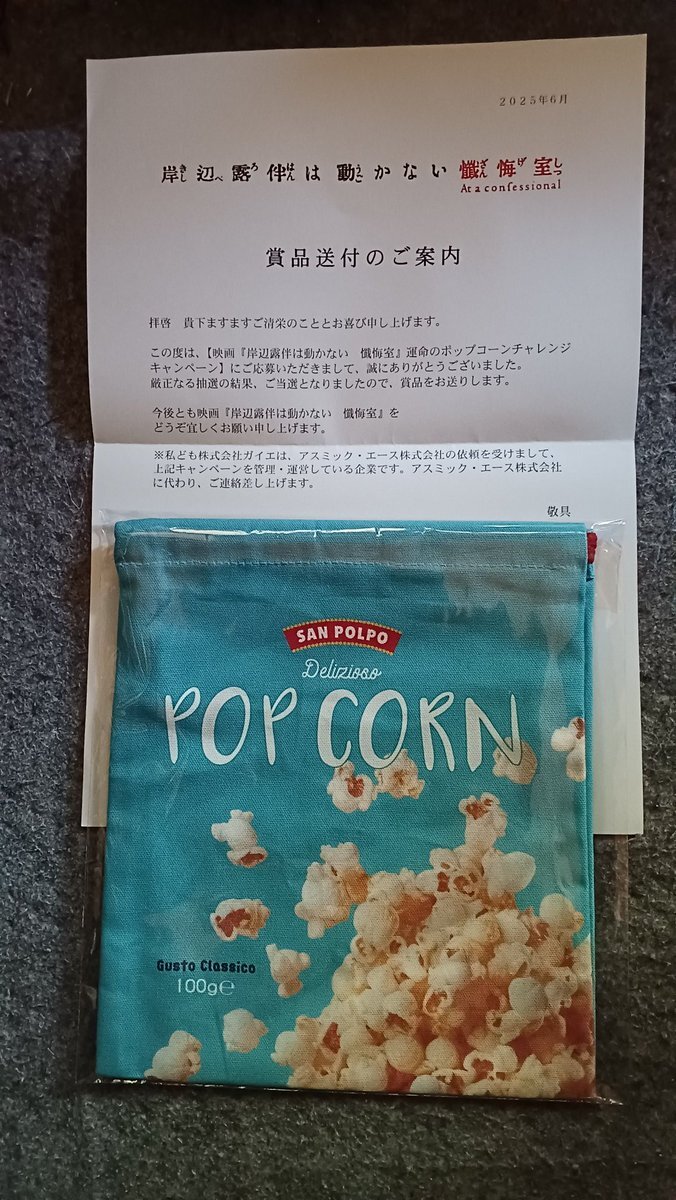 2025年6月
岸辺露伴は動かない 懺悔室
At a confessional
賞品送付のご案内
拝啓　貴下ますますご清栄のこととお喜び申し上げます。
この度は、【映画『岸辺露伴は動かない　懺悔室』運命のポップコーンチャレンジ
キャンペーン】にご応募いただきまして、誠にありがとうございました。
厳正なる抽選の結果、ご当選となりましたので、賞品をお送りします。
今後とも映画『岸辺露伴は動かない　懺悔室』を
どうぞ宜しくお願い申し上げます。
※私ども株式会社ガイエは、アスミック・エース株式会社の依頼を受けまして、
上記キャンペーンを管理・運営している企業です。アスミック・エース株式会社
に代わり、ご連絡差し上げます。
敬具
SAN POLPO
Delizioso
POP CORN
Gusto Classico
100g℮